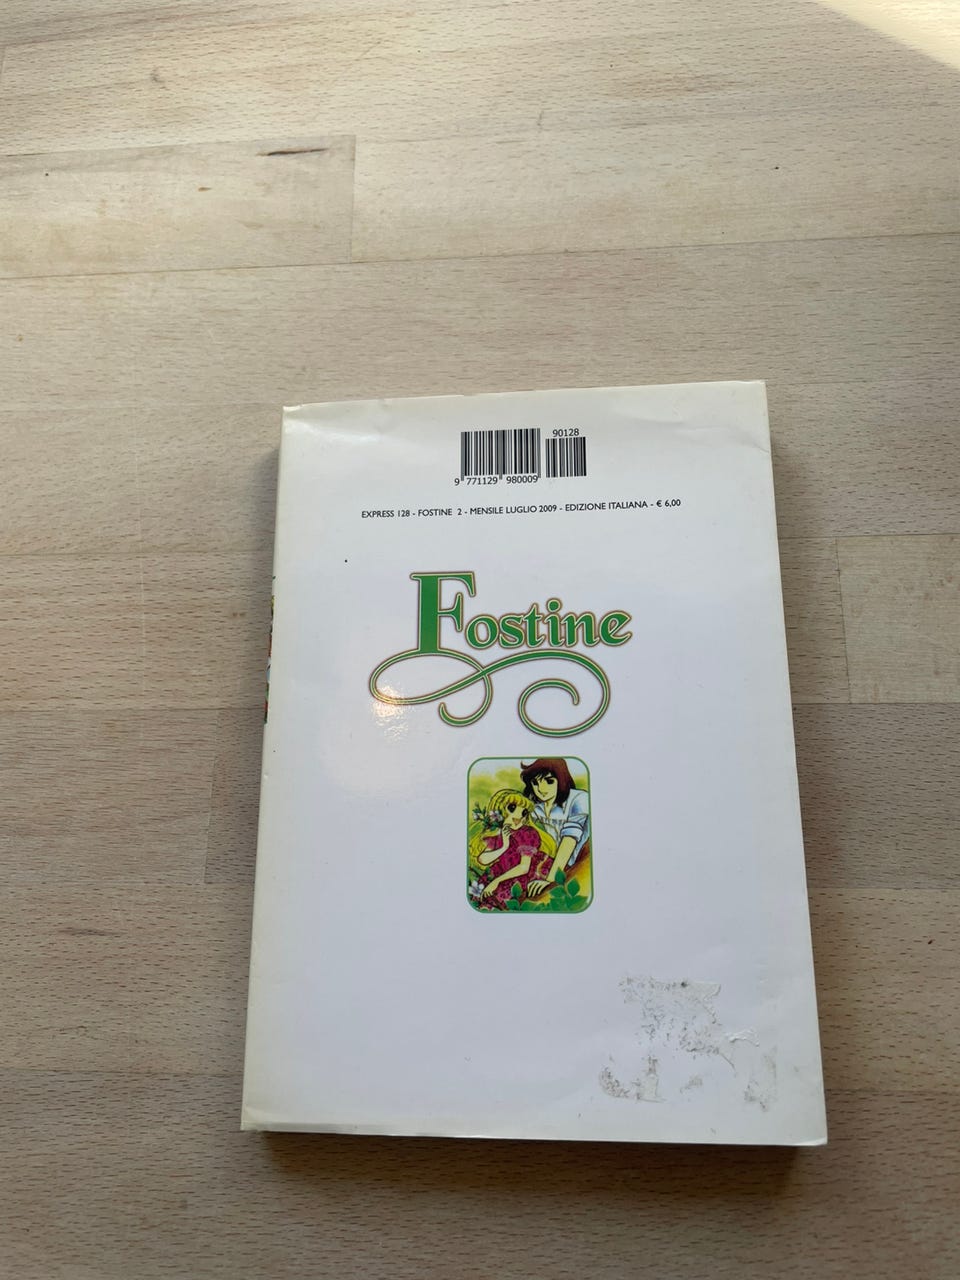 90128
9 771129 980009
EXPRESS 128 - FOSTINE 2 - MENSILE LUGLIO 2009 - EDIZIONE ITALIANA - € 6,00
Fostine